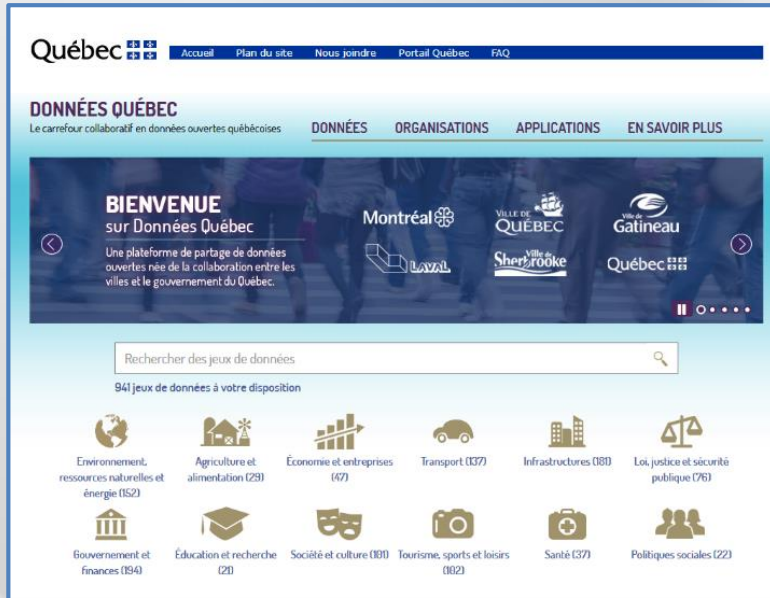 Québec
Accueil Plan du site Nous joindre Portail Québec FAQ
DONNÉES QUÉBEC
Le carrefour collaboratif en données ouvertes québécoises
DONNÉES ORGANISATIONS APPLICATIONS EN SAVOIR PLUS
BIENVENUE
sur Données Québec
Une plateforme de partage de données
ouvertes née de la collaboration entre les
villes et le gouvernement du Québec.
Montréal
VILLE DE
QUÉBEC
Ville de
Gatineau
LAVAL
Ville de
Sherbrooke
Québec
Rechercher des jeux de données
941 jeux de données à votre disposition
Environnement,
ressources naturelles et
énergie (152)
Agriculture et
alimentation (29)
Économie et entreprises
(47)
Transport (137)
Infrastructures (181)
Loi, justice et sécurité
publique (76)
Gouvernement et
finances (194)
Éducation et recherche
(21)
Société et culture (181)
Tourisme, sports et loisirs
(182)
Santé (37)
Politiques sociales (22)